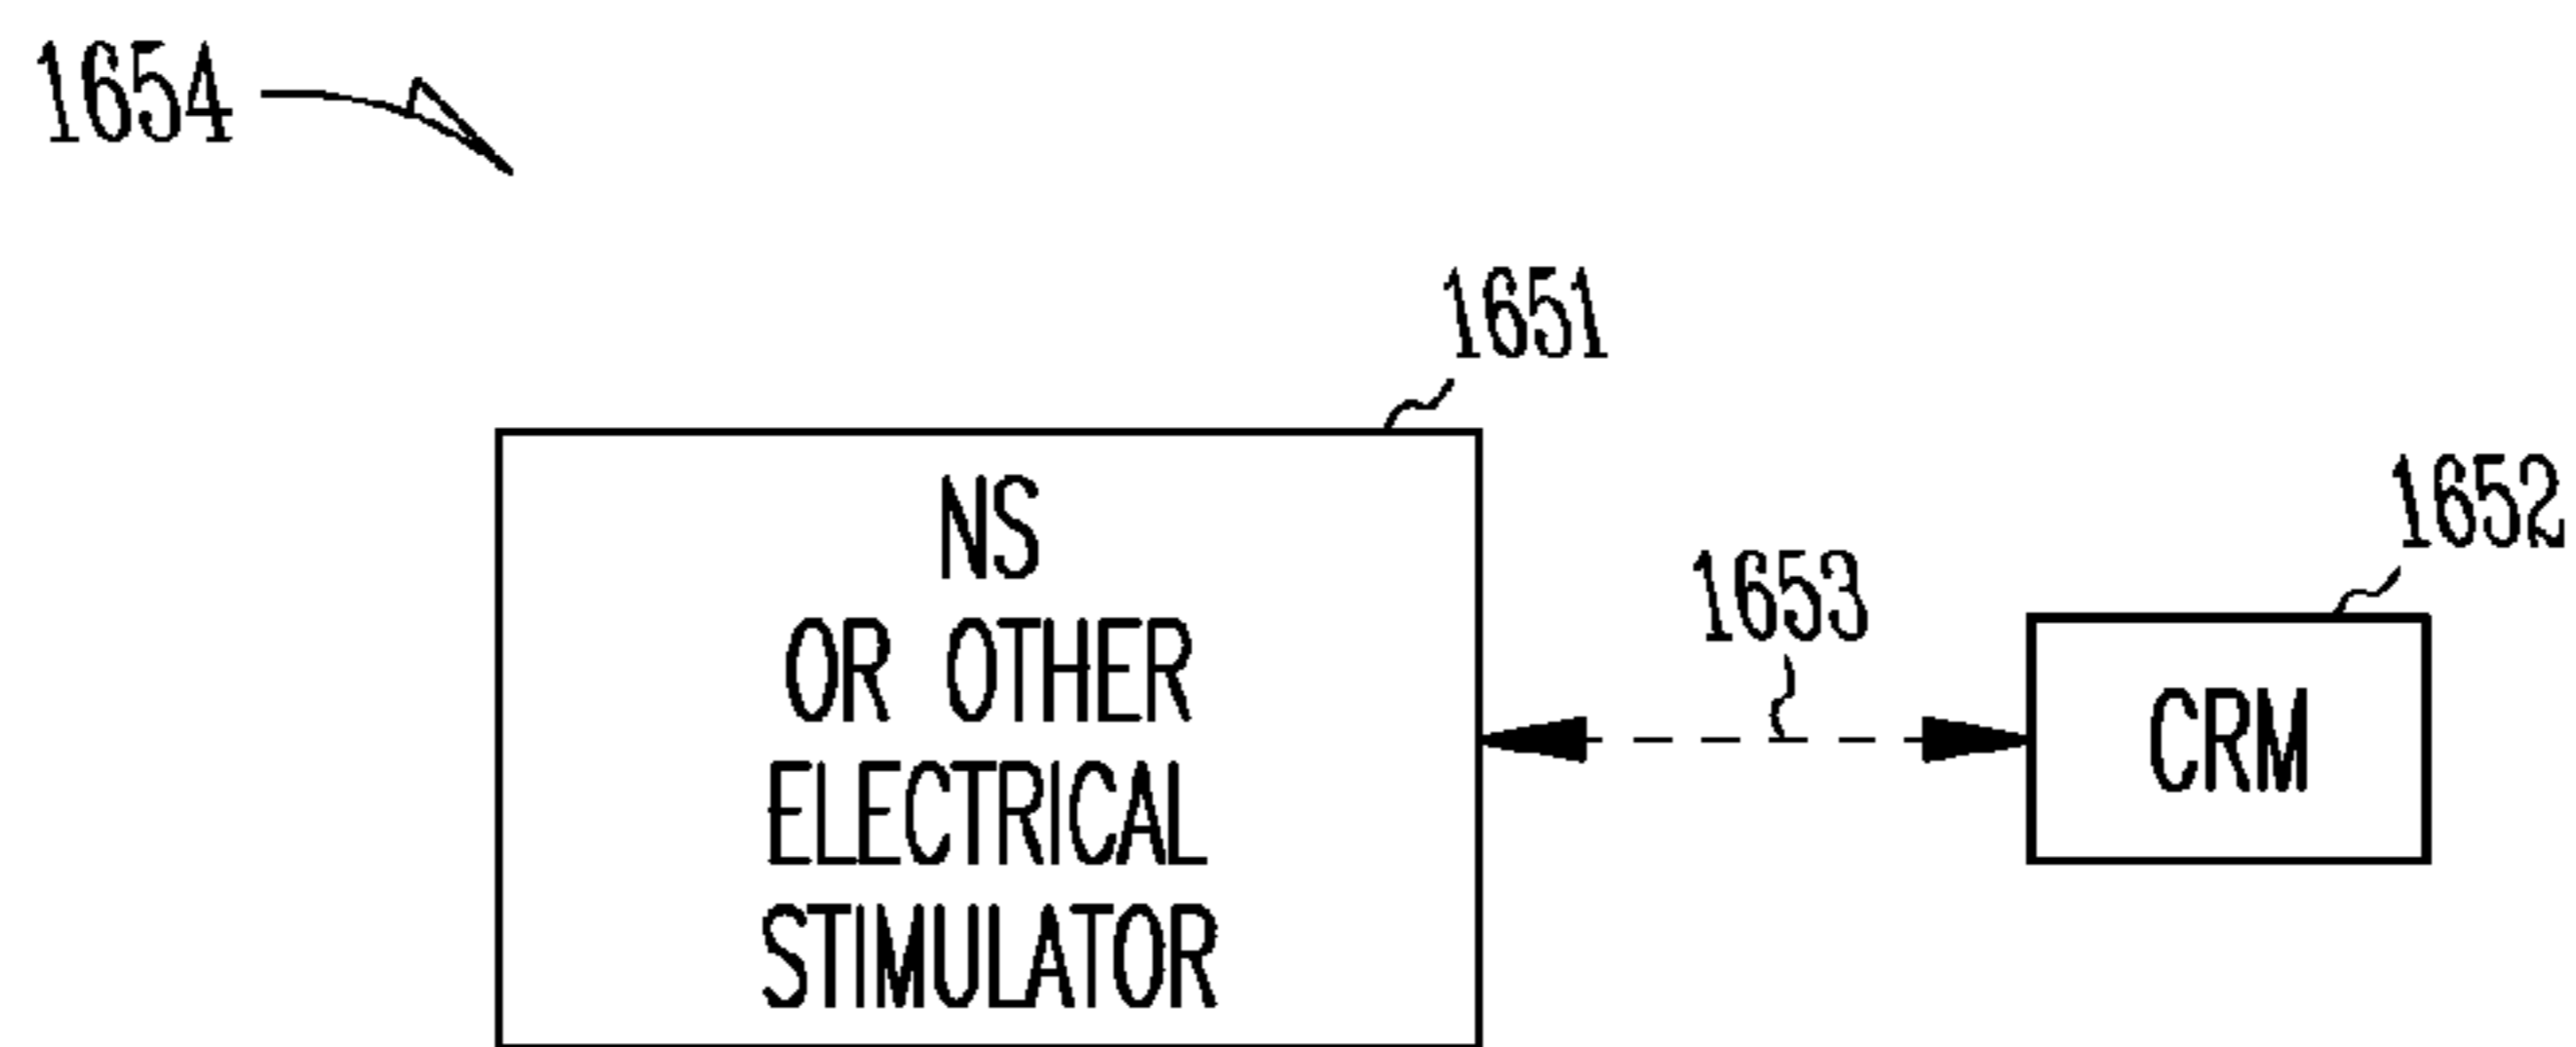 1654
1651
NS
OR OTHER
ELECTRICAL
STIMULATOR
1653
1652
CRM